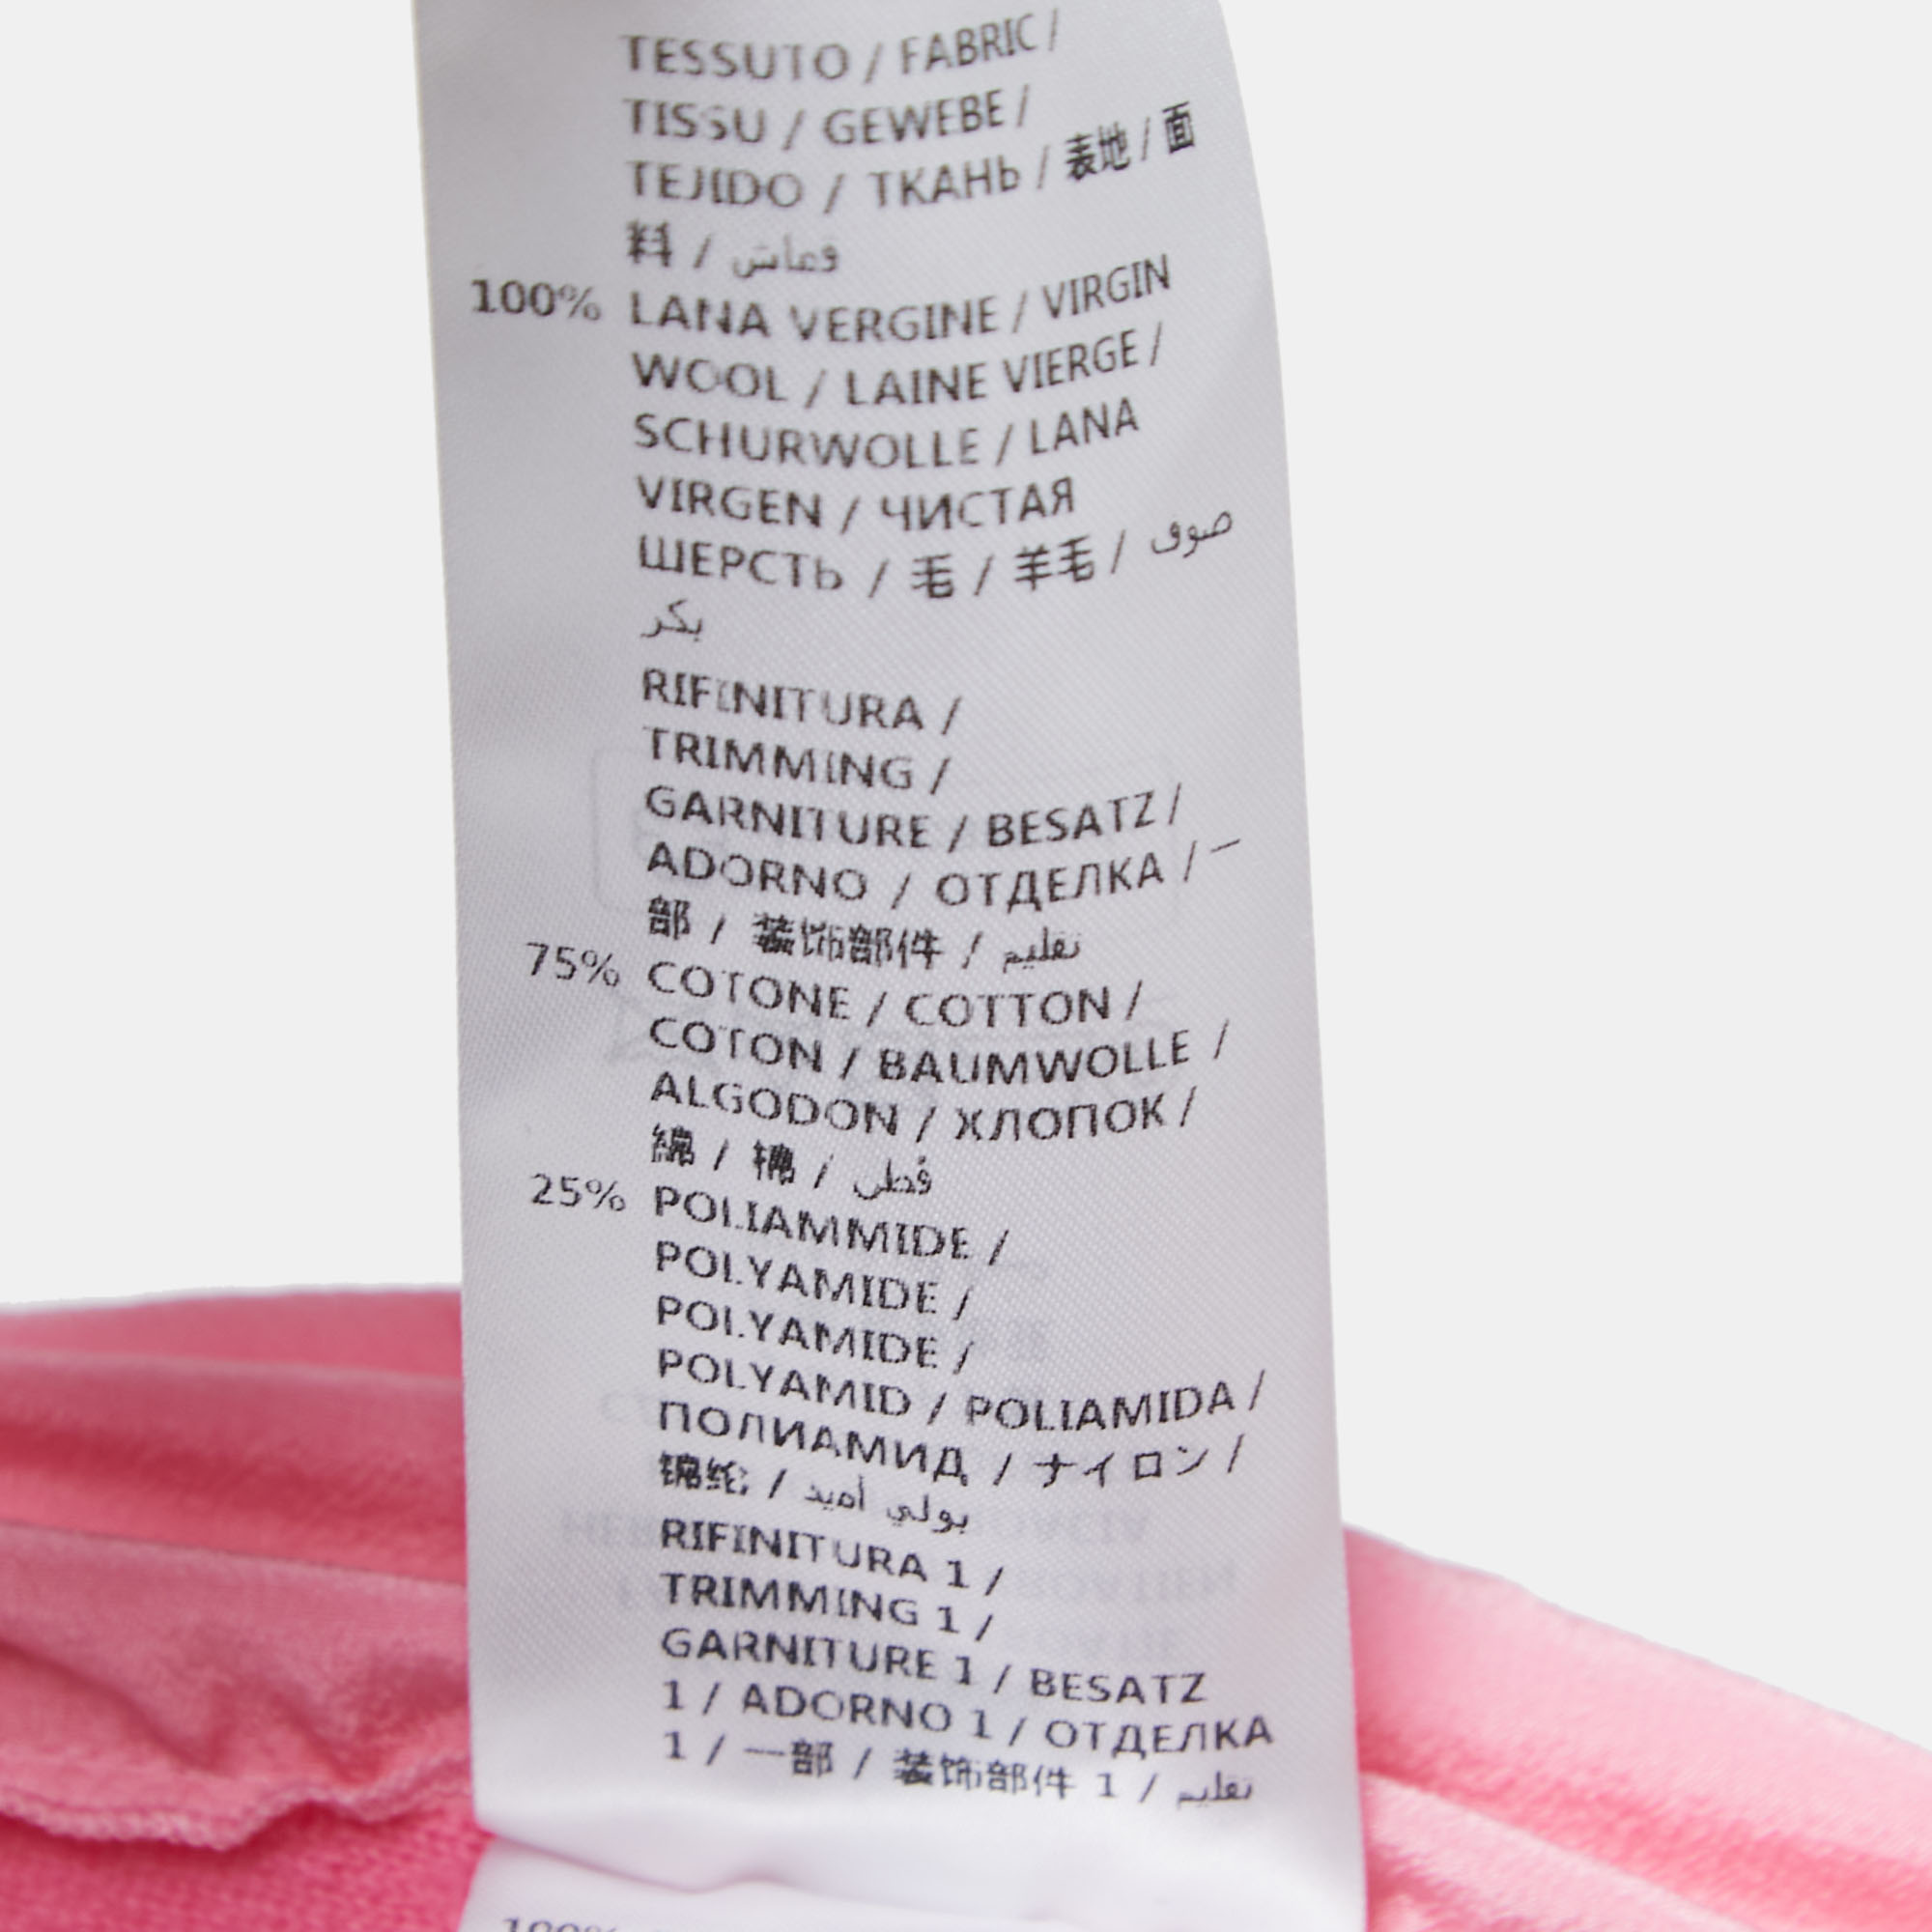 TESSUTO / FABRIC /
TISSU / GEWEBE /
TEJIDO / ТКАНЬ / 表地 / 面
料 / قماش
100% LANA VERGINE / VIRGIN
WOOL / LAINE VIERGE /
SCHURWOLLE / LANA
VIRGEN / ЧИСТАЯ
ШЕРСТЬ / 毛 / 羊毛 / صوف
بكر
RIFINITURA /
TRIMMING /
GARNITURE / BESATZ /
ADORNO / ОТДЕЛКА / 一
部 / 装饰部件 / تقليم
75% COTONE / COTTON /
COTON / BAUMWOLLE /
ALGODON / ХЛОПОК /
綿 / 棉 / قطن
25% POLIAMMIDE /
POLYAMIDE /
POLYAMIDE /
POLYAMID / POLIAMIDA /
ПОЛИАМИД / ナイロン /
锦纶 / بولي أميد
RIFINITURA 1 /
TRIMMING 1 /
GARNITURE 1 / BESATZ
1 / ADORNO 1 / ОТДЕЛКА
1 / 一部 / 装饰部件 1 / تقليم
100%